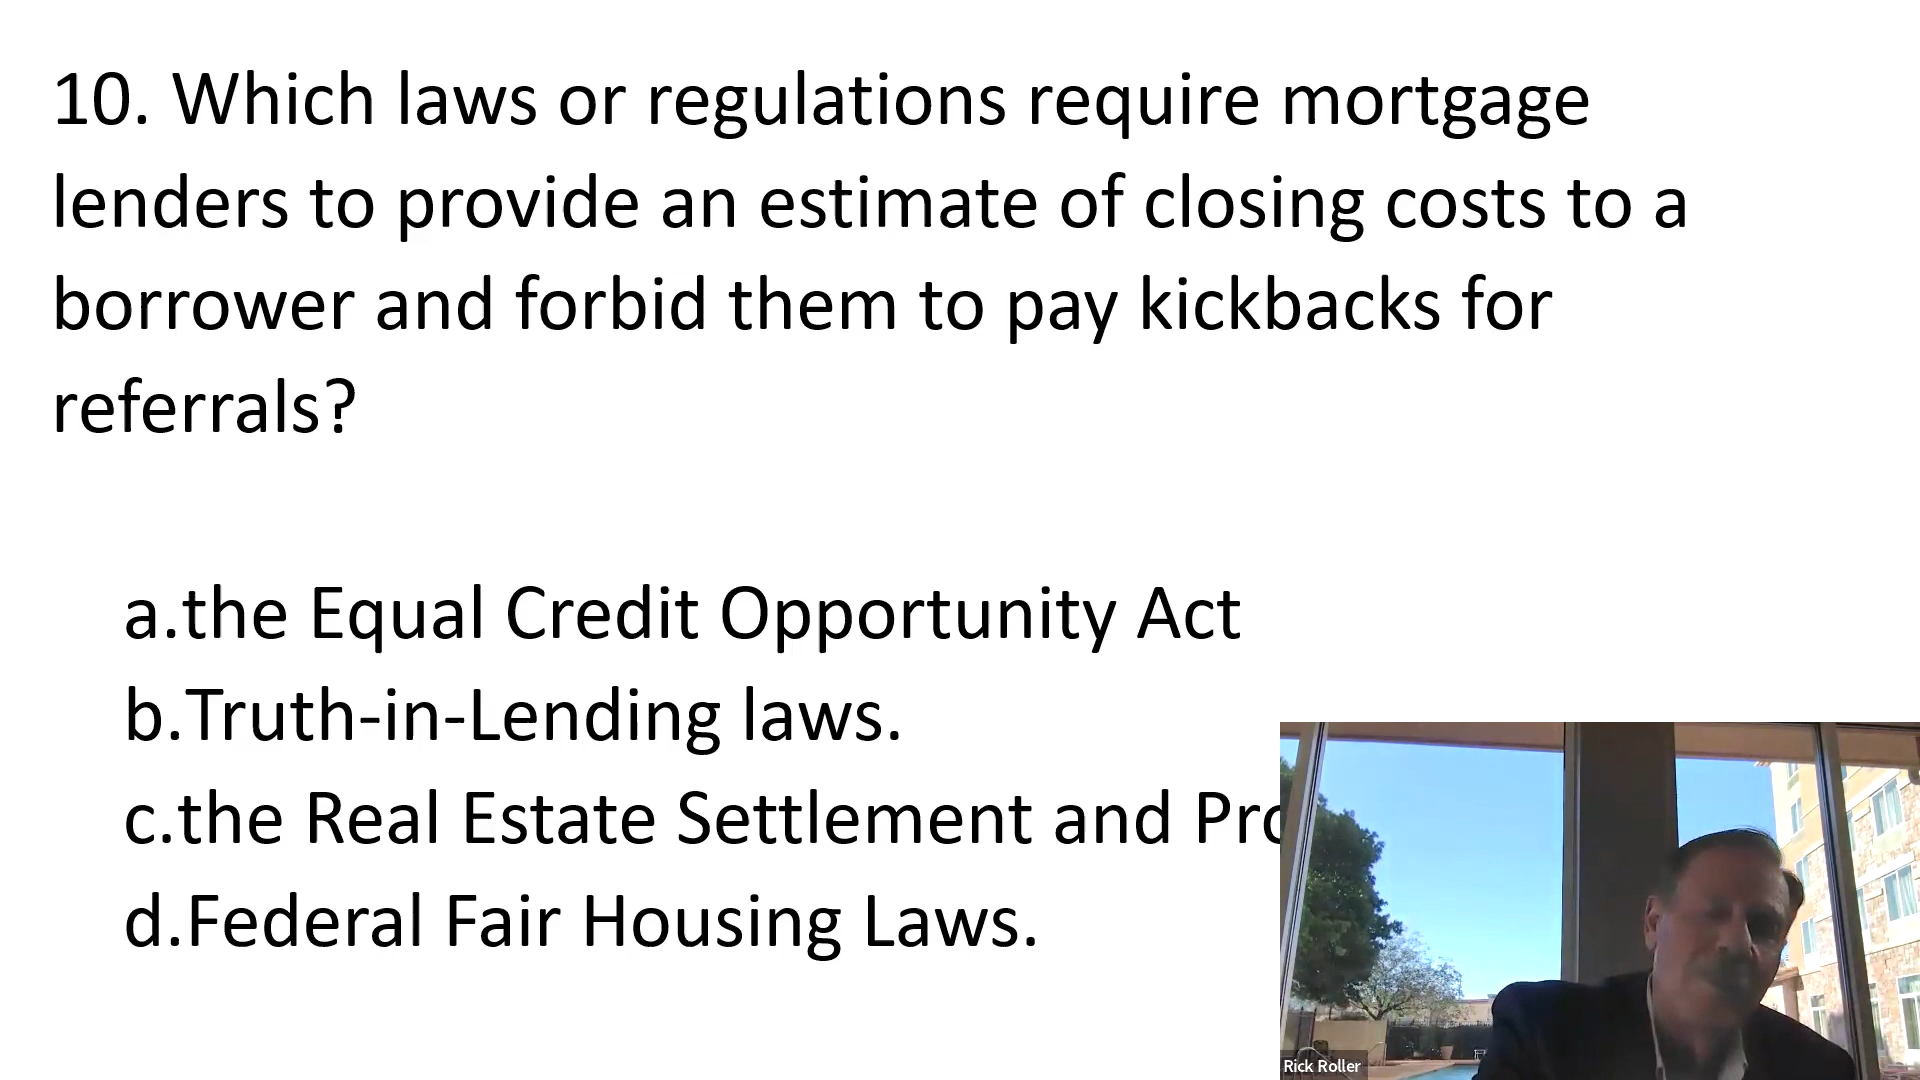 10. Which laws or regulations require mortgage
lenders to provide an estimate of closing costs to a
borrower and forbid them to pay kickbacks for
referrals?
a.the Equal Credit Opportunity Act
b.Truth-in-Lending laws.
c.the Real Estate Settlement and
d.Federal Fair Housing Laws.
Rick Roller